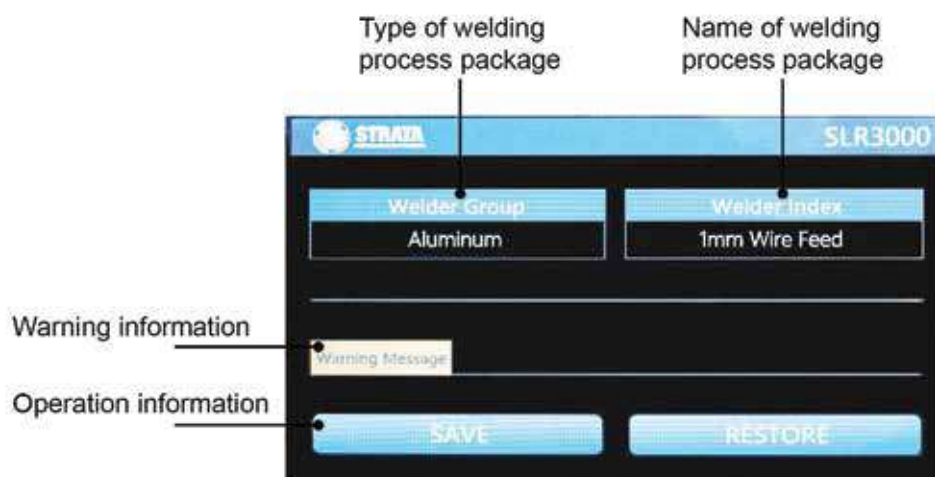 Type of welding
process package
Name of welding
process package
STRATA
SLR3000
Welder Group
Welder Index
Aluminum
1mm Wire Feed
Warning information
Warning Message
Operation information
SAVE
RESTORE